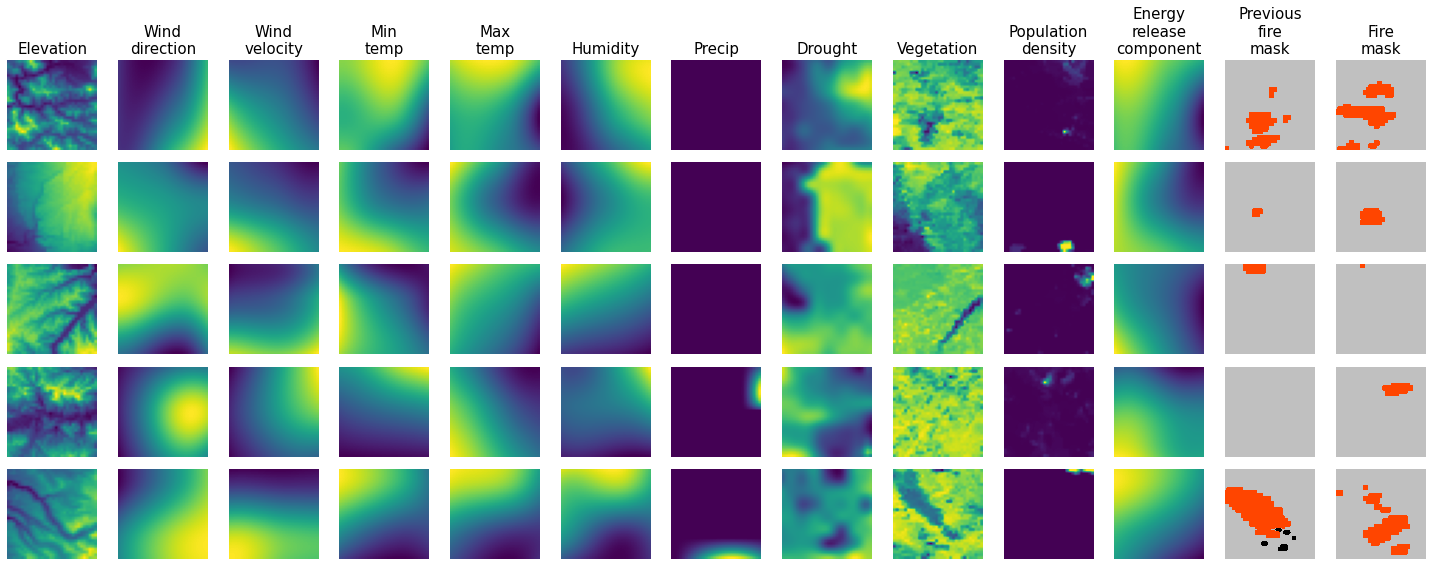 Elevation
Wind
direction
Wind
velocity
Min
temp
Max
temp
Humidity
Precip
Drought
Vegetation
Population
density
Energy
release
component
Previous
fire
mask
Fire
mask